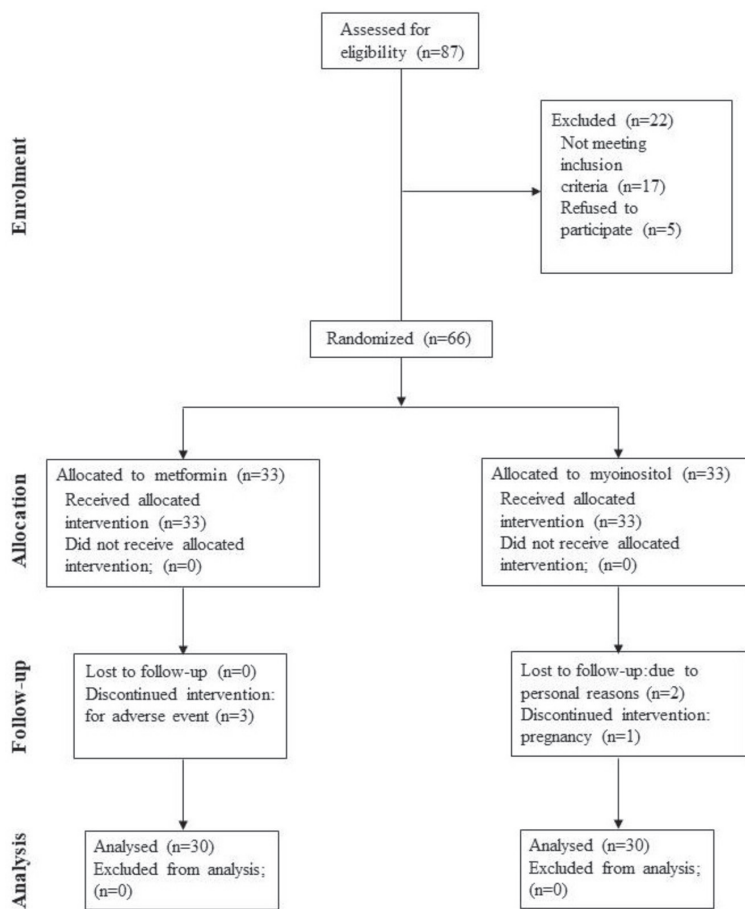 Assessed for
eligibility (n=87)
Enrolment
Excluded (n=22)
Not meeting
inclusion
criteria (n=17)
Refused to
participate (n=5)
Randomized (n=66)
Allocation
Allocated to metformin (n=33)
Received allocated
intervention (n=33)
Did not receive allocated
intervention; (n=0)
Allocated to myoinositol (n=33)
Received allocated
intervention (n=33)
Did not receive allocated
intervention; (n=0)
Follow-up
Lost to follow-up (n=0)
Discontinued intervention:
for adverse event (n=3)
Lost to follow-up:due to
personal reasons (n=2)
Discontinued intervention:
pregnancy (n=1)
Analysis
Analysed (n=30)
Excluded from analysis;
(n=0)
Analysed (n=30)
Excluded from analysis;
(n=0)